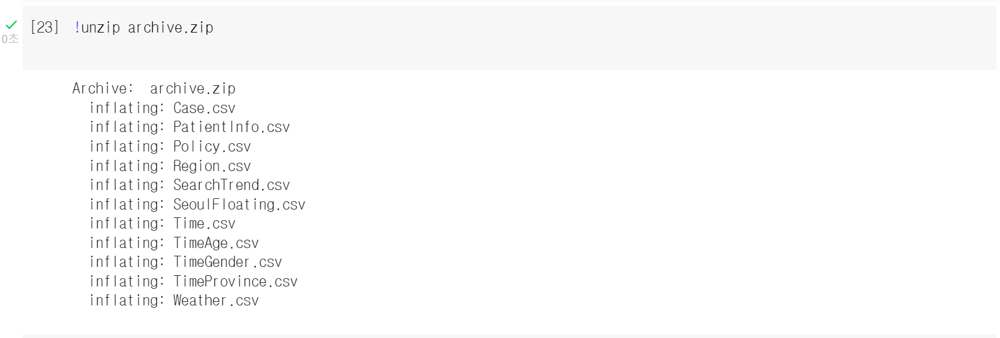 [23] !unzip archive.zip
0초
Archive:  archive.zip
  inflating: Case.csv
  inflating: PatientInfo.csv
  inflating: Policy.csv
  inflating: Region.csv
  inflating: SearchTrend.csv
  inflating: SeoulFloating.csv
  inflating: Time.csv
  inflating: TimeAge.csv
  inflating: TimeGender.csv
  inflating: TimeProvince.csv
  inflating: Weather.csv